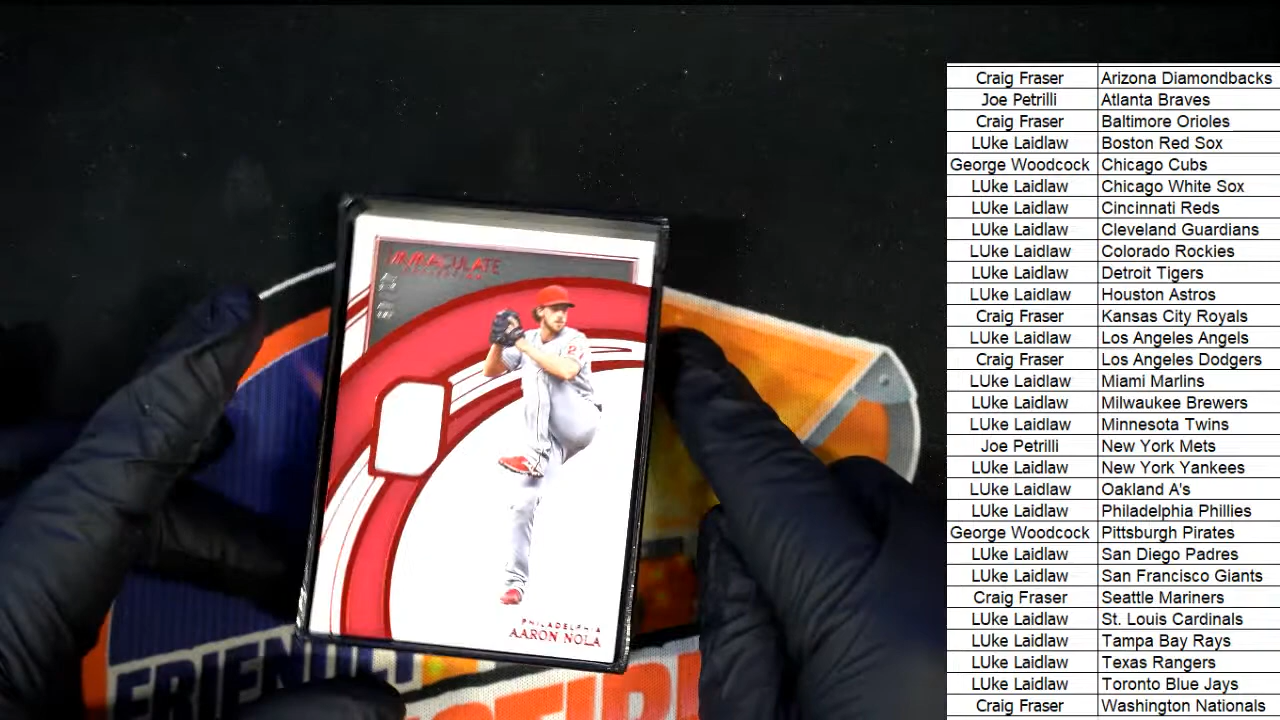 IMMACULATE
COLLECTION
PHILADELPHIA
AARON NOLA
FRIENDLY
Craig Fraser Arizona Diamondbacks
Joe Petrilli Atlanta Braves
Craig Fraser Baltimore Orioles
LUke Laidlaw Boston Red Sox
George Woodcock Chicago Cubs
LUke Laidlaw Chicago White Sox
LUke Laidlaw Cincinnati Reds
LUke Laidlaw Cleveland Guardians
LUke Laidlaw Colorado Rockies
LUke Laidlaw Detroit Tigers
LUke Laidlaw Houston Astros
Craig Fraser Kansas City Royals
LUke Laidlaw Los Angeles Angels
Craig Fraser Los Angeles Dodgers
LUke Laidlaw Miami Marlins
LUke Laidlaw Milwaukee Brewers
LUke Laidlaw Minnesota Twins
Joe Petrilli New York Mets
LUke Laidlaw New York Yankees
LUke Laidlaw Oakland A's
LUke Laidlaw Philadelphia Phillies
George Woodcock Pittsburgh Pirates
LUke Laidlaw San Diego Padres
LUke Laidlaw San Francisco Giants
Craig Fraser Seattle Mariners
LUke Laidlaw St. Louis Cardinals
LUke Laidlaw Tampa Bay Rays
LUke Laidlaw Texas Rangers
LUke Laidlaw Toronto Blue Jays
Craig Fraser Washington Nationals